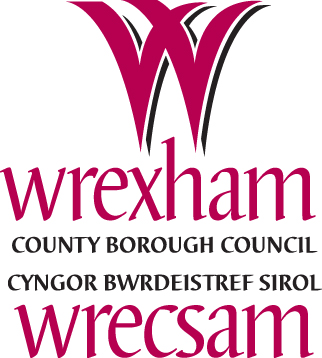 W
wrexham
COUNTY BOROUGH COUNCIL
CYNGOR BWRDEISTREF SIROL
wrecsam